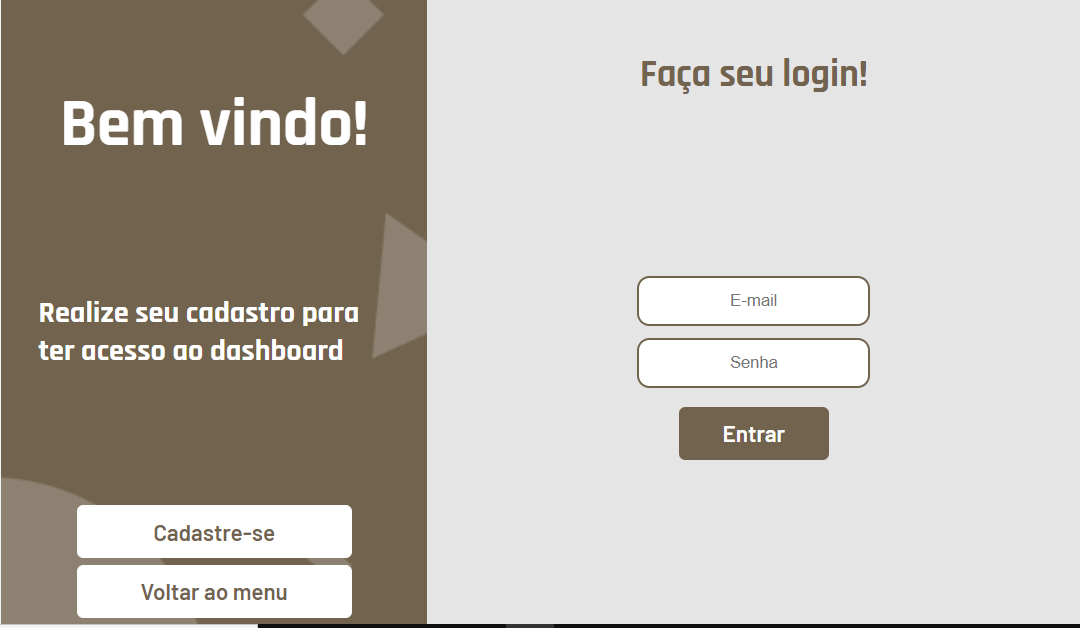 Bem vindo!
Realize seu cadastro para
ter acesso ao dashboard
Cadastre-se
Voltar ao menu
Faça seu login!
E-mail
Senha
Entrar